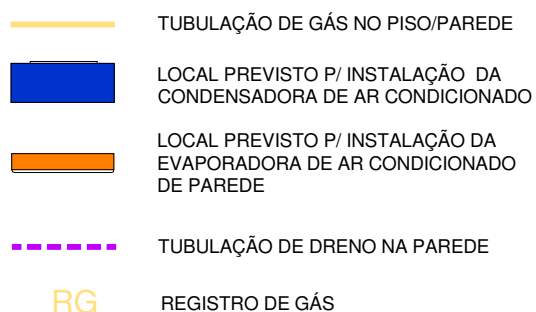 TUBULAÇÃO DE GÁS NO PISO/PAREDE
LOCAL PREVISTO P/ INSTALAÇÃO DA
CONDENSADORA DE AR CONDICIONADO
LOCAL PREVISTO P/ INSTALAÇÃO DA
EVAPORADORA DE AR CONDICIONADO
DE PAREDE
TUBULAÇÃO DE DRENO NA PAREDE
RG REGISTRO DE GÁS